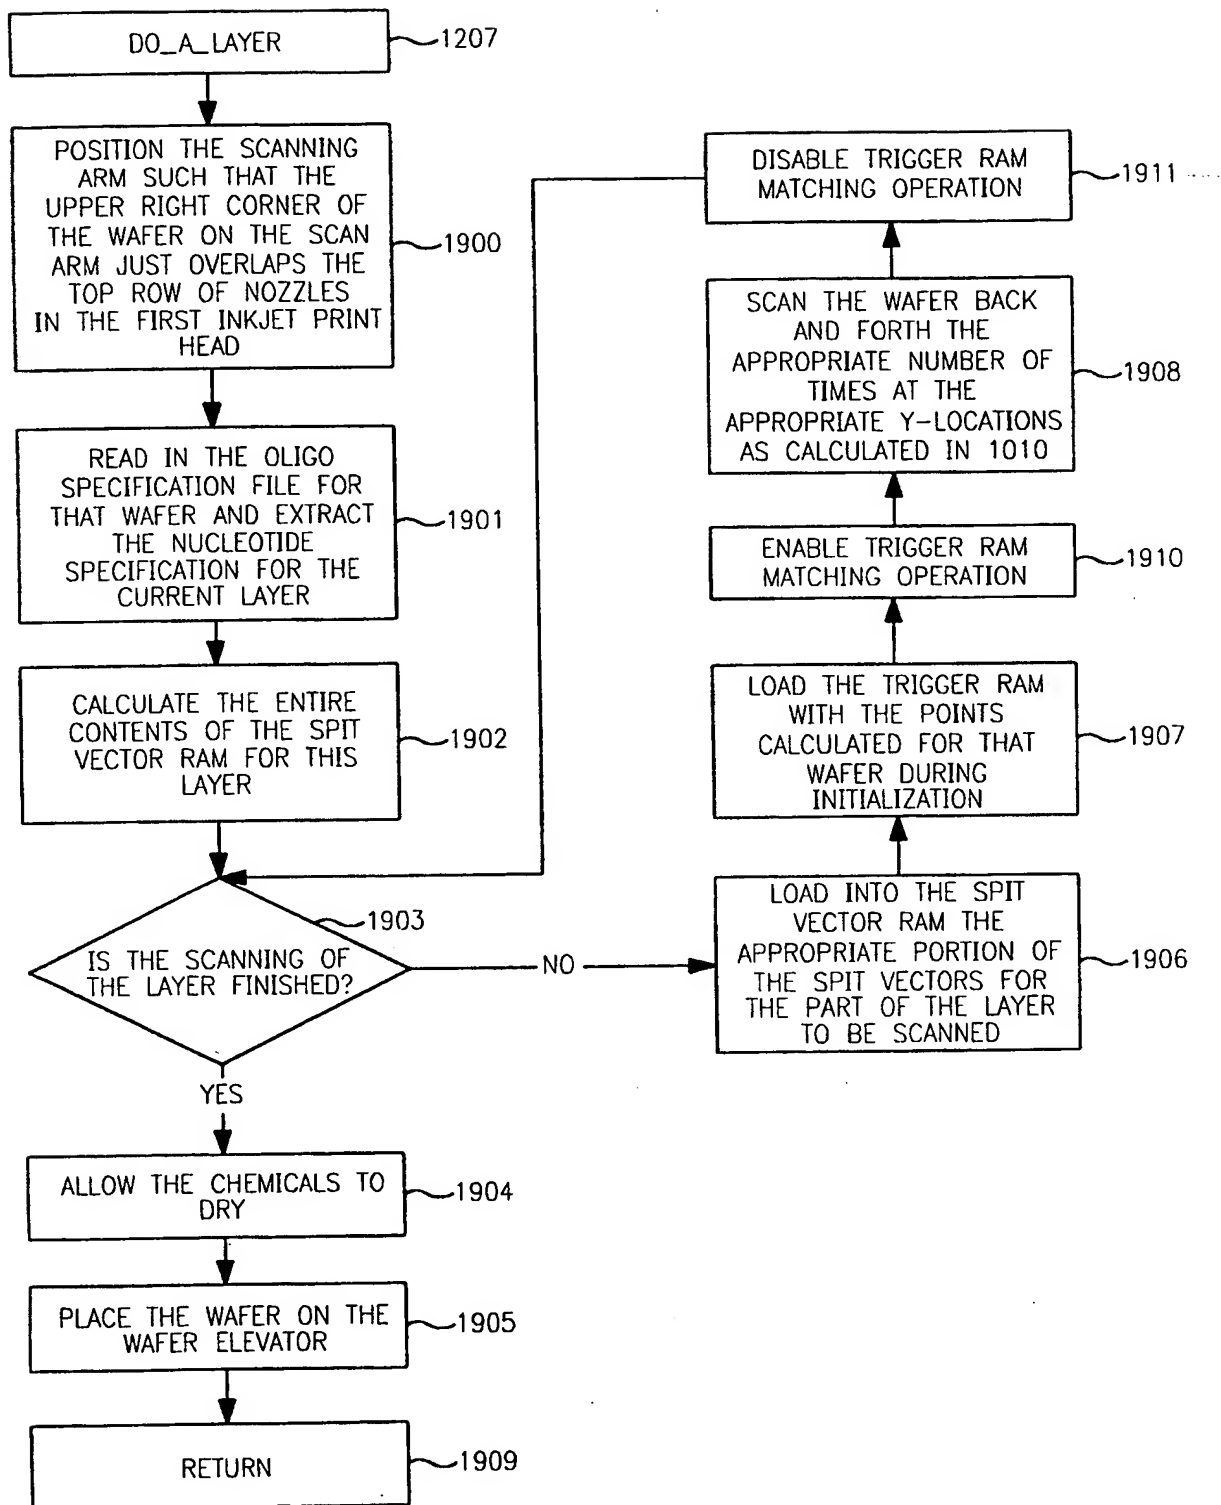 DO_A_LAYER
1207
POSITION THE SCANNING
ARM SUCH THAT THE
UPPER RIGHT CORNER OF
THE WAFER ON THE SCAN
ARM JUST OVERLAPS THE
TOP ROW OF NOZZLES
IN THE FIRST INKJET PRINT
HEAD
1900
READ IN THE OLIGO
SPECIFICATION FILE FOR
THAT WAFER AND EXTRACT
THE NUCLEOTIDE
SPECIFICATION FOR THE
CURRENT LAYER
1901
CALCULATE THE ENTIRE
CONTENTS OF THE SPIT
VECTOR RAM FOR THIS
LAYER
1902
1903
IS THE SCANNING OF
THE LAYER FINISHED?
NO
YES
ALLOW THE CHEMICALS TO
DRY
1904
PLACE THE WAFER ON THE
WAFER ELEVATOR
1905
RETURN
1909
DISABLE TRIGGER RAM
MATCHING OPERATION
1911
SCAN THE WAFER BACK
AND FORTH THE
APPROPRIATE NUMBER OF
TIMES AT THE
APPROPRIATE Y-LOCATIONS
AS CALCULATED IN 1010
1908
ENABLE TRIGGER RAM
MATCHING OPERATION
1910
LOAD THE TRIGGER RAM
WITH THE POINTS
CALCULATED FOR THAT
WAFER DURING
INITIALIZATION
1907
LOAD INTO THE SPIT
VECTOR RAM THE
APPROPRIATE PORTION OF
THE SPIT VECTORS FOR
THE PART OF THE LAYER
TO BE SCANNED
1906